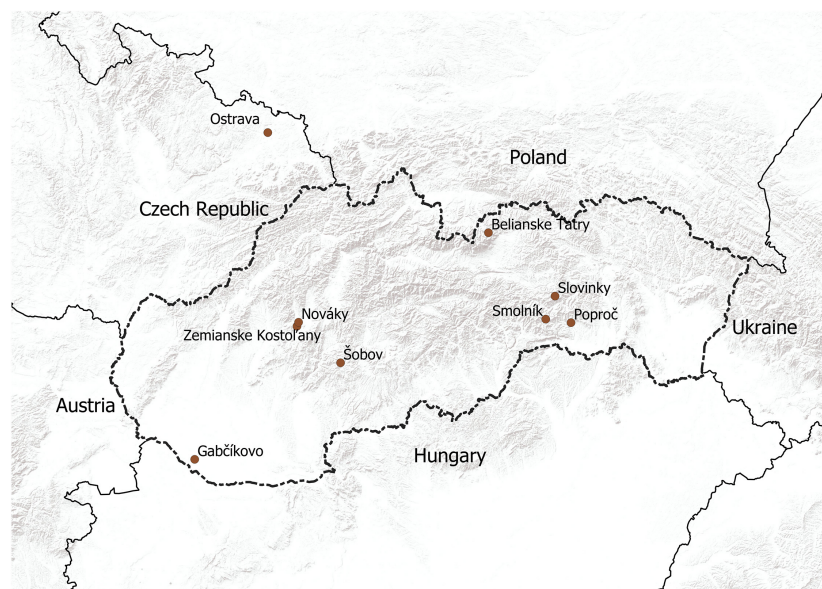 Ostrava
Poland
Czech Republic
Belianske Tatry
Slovinky
Nováky
Smolník
Poproč
Zemianske Kostoľany
Ukraine
Šobov
Austria
Gabčíkovo
Hungary